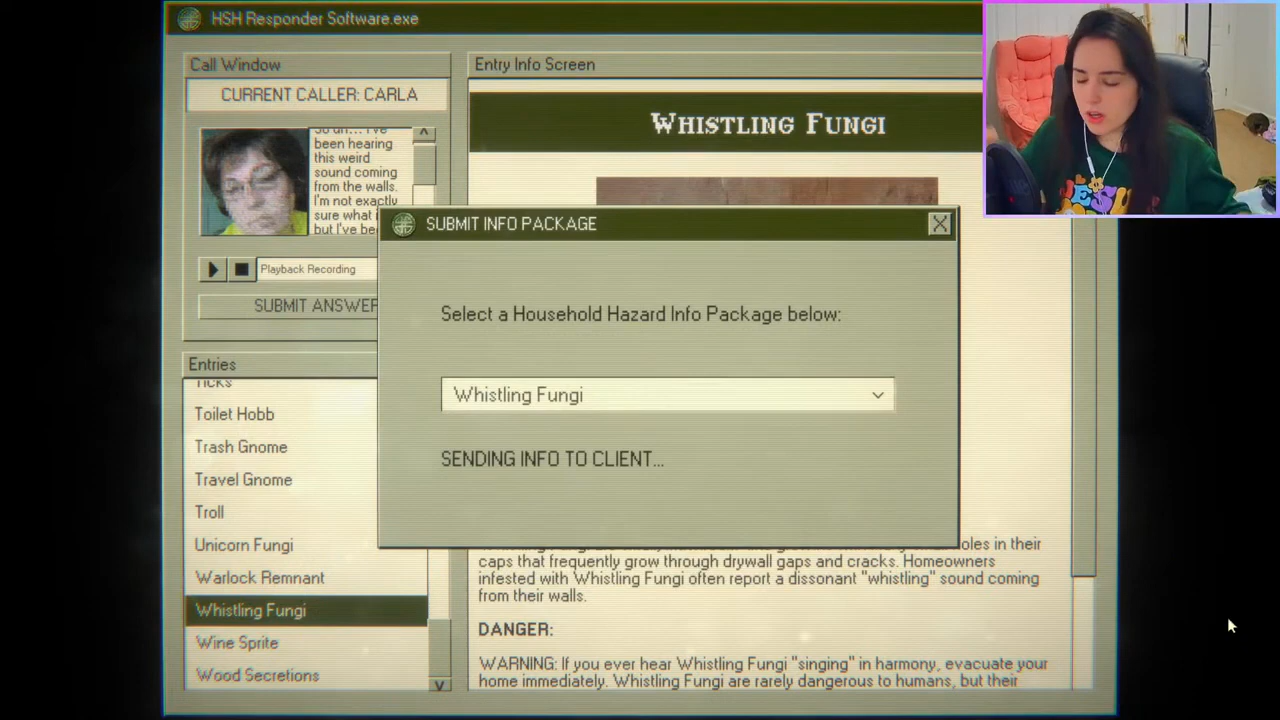 HSH Responder Software.exe
Call Window
CURRENT CALLER: CARLA
been hearing
this weird
sound coming
from the walls.
I'm not exactly
sure what
but I've
Playback Recording
SUBMIT ANSWER
Entries
Ticks
Toilet Hobb
Trash Gnome
Travel Gnome
Troll
Unicorn Fungi
Warlock Remnant
Whistling Fungi
Wine Sprite
Wood Secretions
Entry Info Screen
WHISTLING FUNGI
SUBMIT INFO PACKAGE
Select a Household Hazard Info Package below:
Whistling Fungi
SENDING INFO TO CLIENT...
in their
caps that frequently grow through drywall gaps and cracks. Homeowners
infested with Whistling Fungi often report a dissonant "whistling" sound coming
from their walls.
DANGER:
WARNING: If you ever hear Whistling Fungi "singing" in harmony, evacuate your
home immediately. Whistling Fungi are rarely dangerous to humans, but their